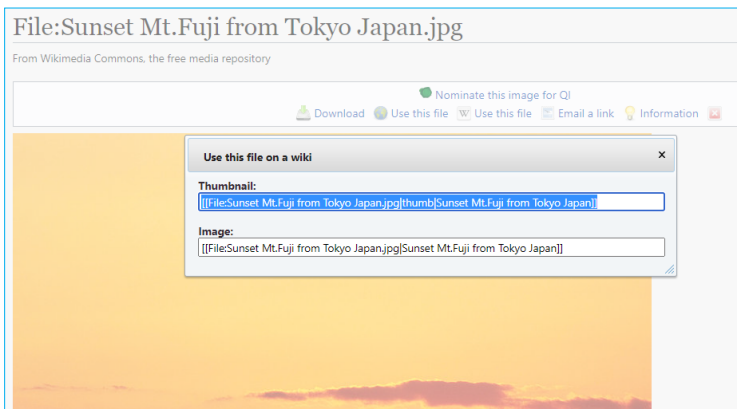 File:Sunset Mt.Fuji from Tokyo Japan.jpg
From Wikimedia Commons, the free media repository
Nominate this image for QI
Download Use this file W Use this file Email a link Information
Use this file on a wiki x
Thumbnail:
[[File:Sunset Mt.Fuji from Tokyo Japan.jpg|thumb|Sunset Mt.Fuji from Tokyo Japan]]
Image:
[[File:Sunset Mt.Fuji from Tokyo Japan.jpg|Sunset Mt.Fuji from Tokyo Japan]]